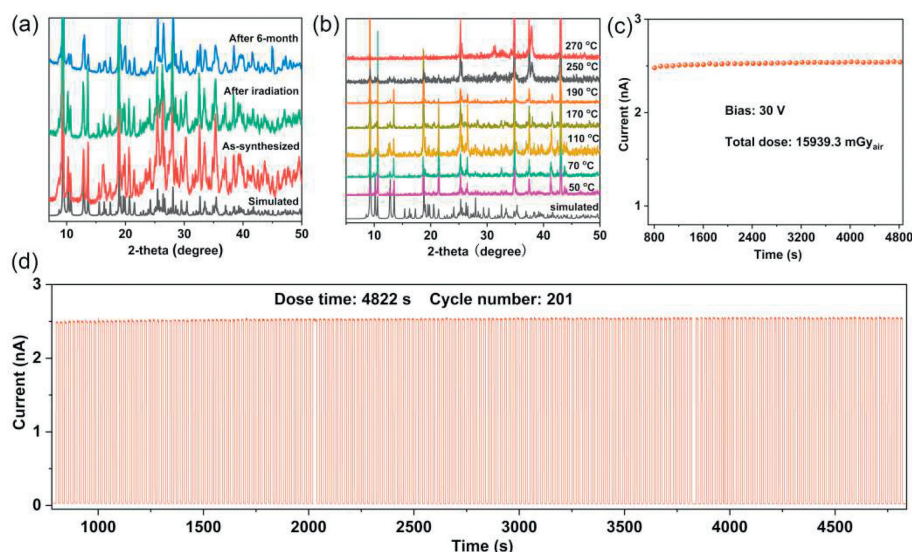 (a)
After 6-month
After iradiation
As-synthesized
Simulated
10 20 30 40 50
2-theta (degree)
(b)
270 °C
250 °C
190 °C
170 °C
110 °C
70 °C
50 °C
simulated
5 10 20 30 40 50
2-theta (degree)
(c)
3
2
1
Current (nA)
Bias: 30 V
Total dose: 15939.3 mGyair
800 1600 2400 3200 4000 4800
Time (s)
(d)
3
2
1
0
Current (nA)
Dose time: 4822 s Cycle number: 201
1000 1500 2000 2500 3000 3500 4000 4500
Time (s)